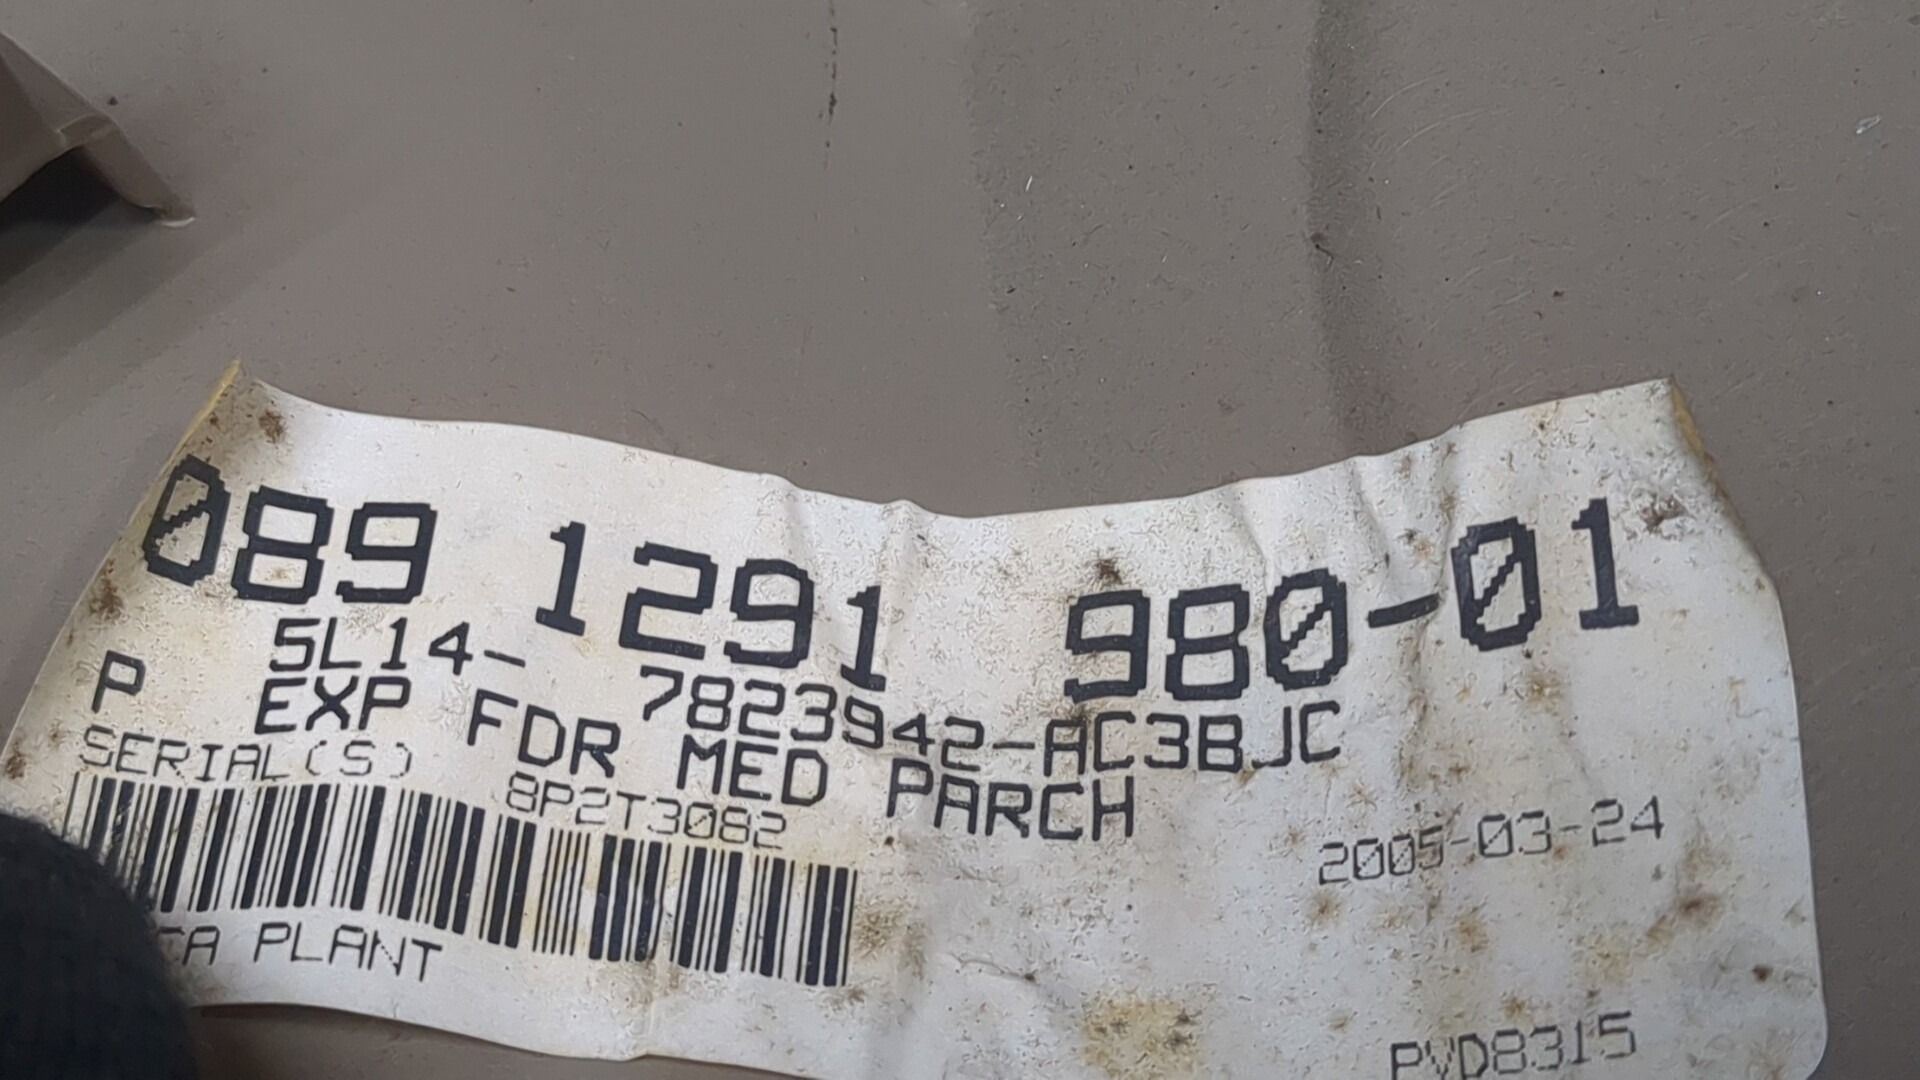 089 1291 980-01
5L14- 7823942-AC3BJC
P EXP FDR MED PARCH
SERIAL(S) 8P2T3082
2005-03-24
PLANT
PVD8315